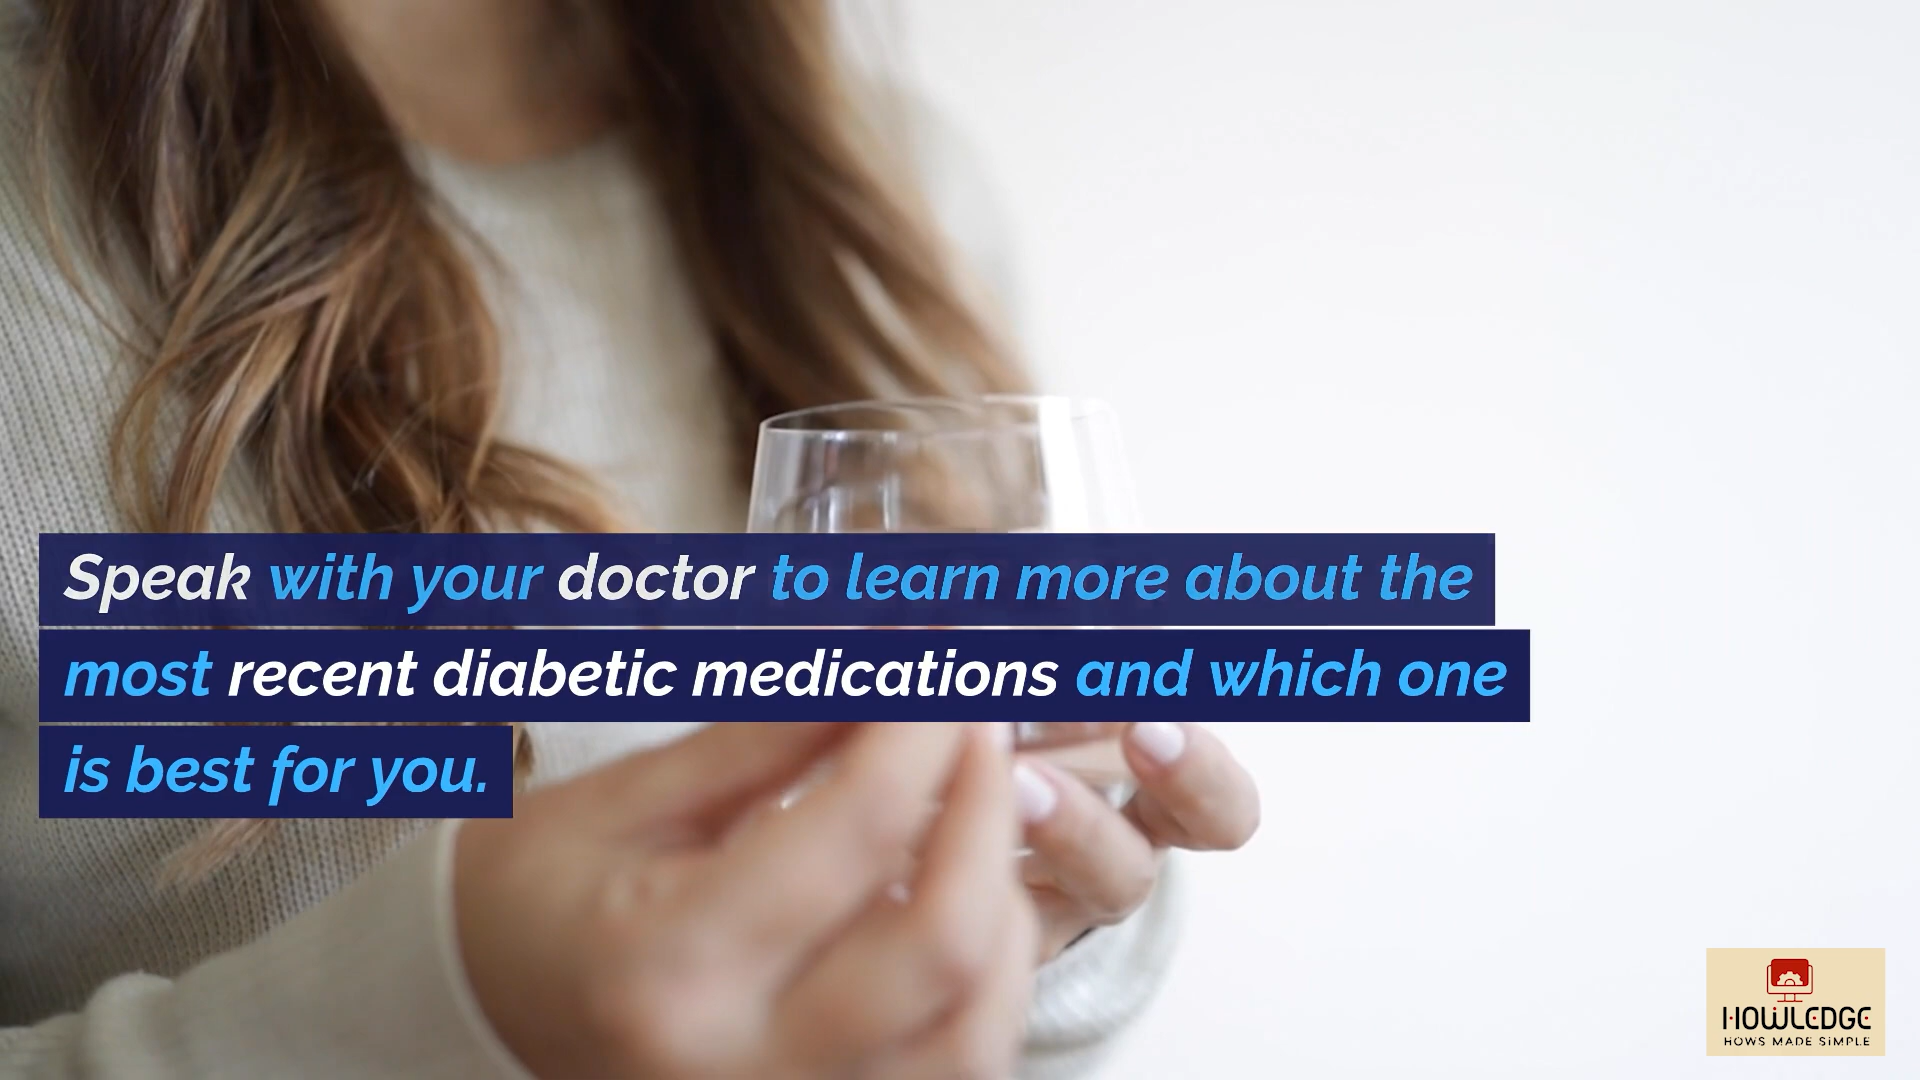 Speak with your doctor to learn more about the
most recent diabetic medications and which one
is best for you.
HOWLEDGE
HOWS MADE SiMPLE